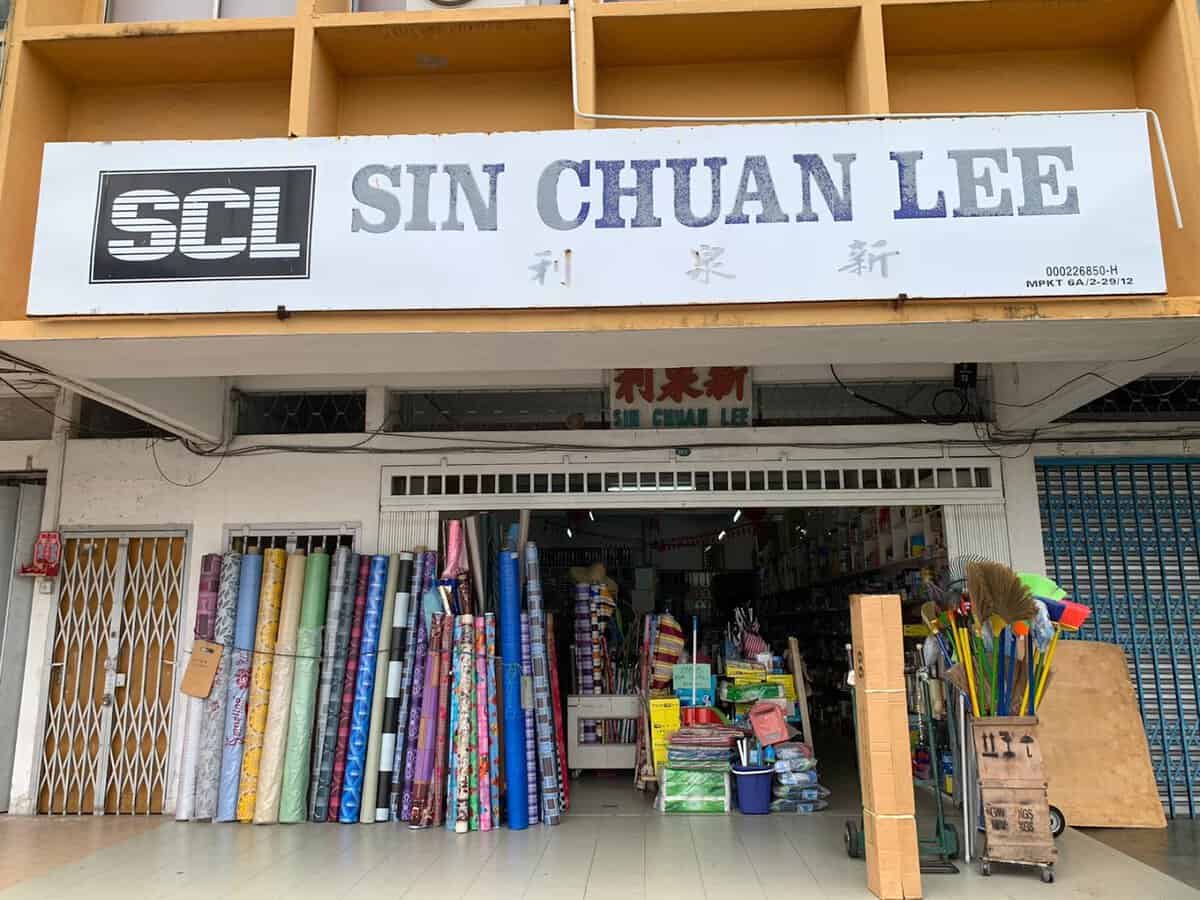 SCL
SIN CHUAN LEE
利泉新
000226850-H
MPKT 6A/2-29/12
利泉新
SIN CHUAN LEE